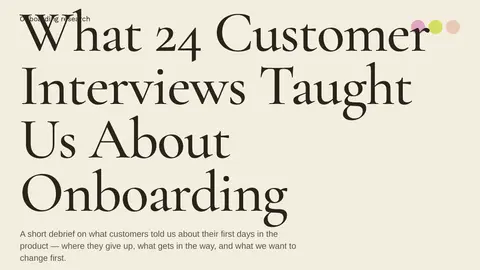 Onboarding research
What 24 Customer
Interviews Taught
Us About
Onboarding
A short debrief on what customers told us about their first days in the
product — where they give up, what gets in the way, and what we want to
change first.